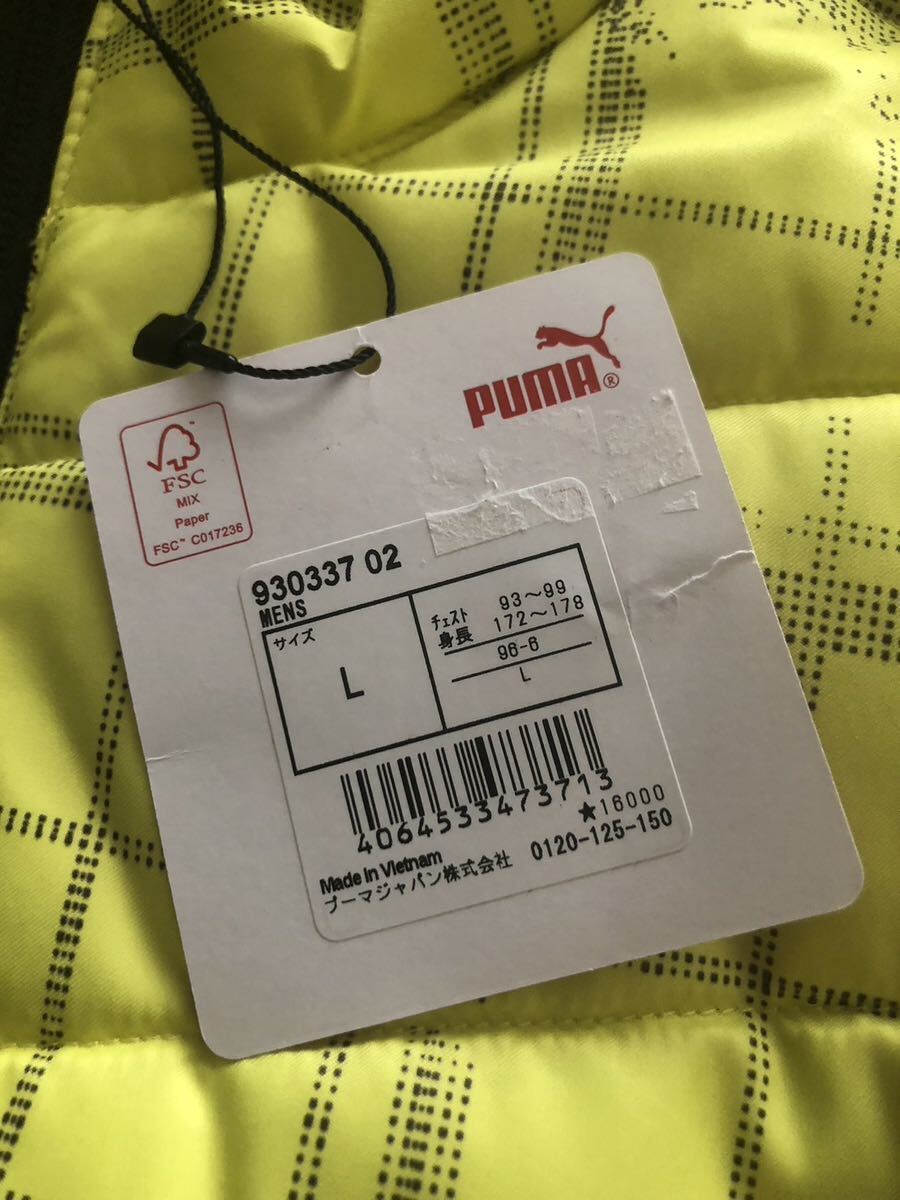 PUMA®
FSC
MIX
Paper
FSC™ C017236
930337 02
MENS
サイズ
L
チェスト 93～99
身長 172～178
96-6
L
4064533473713
★16000
Made in Vietnam
プーマジャパン株式会社 0120-125-150